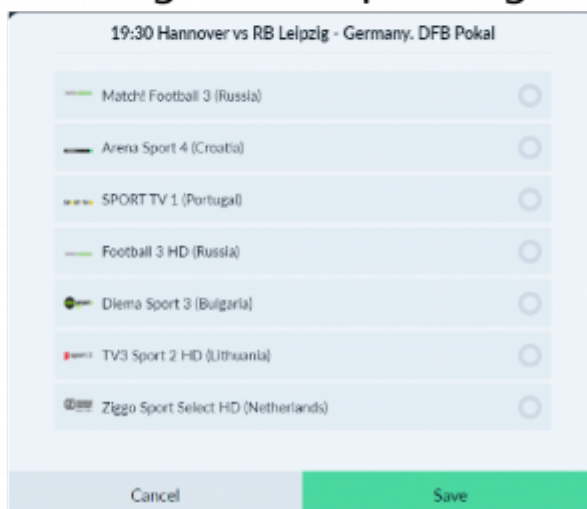 19:30 Hannover vs RB Leipzig - Germany. DFB Pokal
Match! Football 3 (Russia)
Arena Sport 4 (Croatia)
SPORT TV 1 (Portugal)
Football 3 HD (Russia)
Diema Sport 3 (Bulgaria)
TV3 Sport 2 HD (Lithuania)
Ziggo Sport Select HD (Netherlands)
Cancel
Save